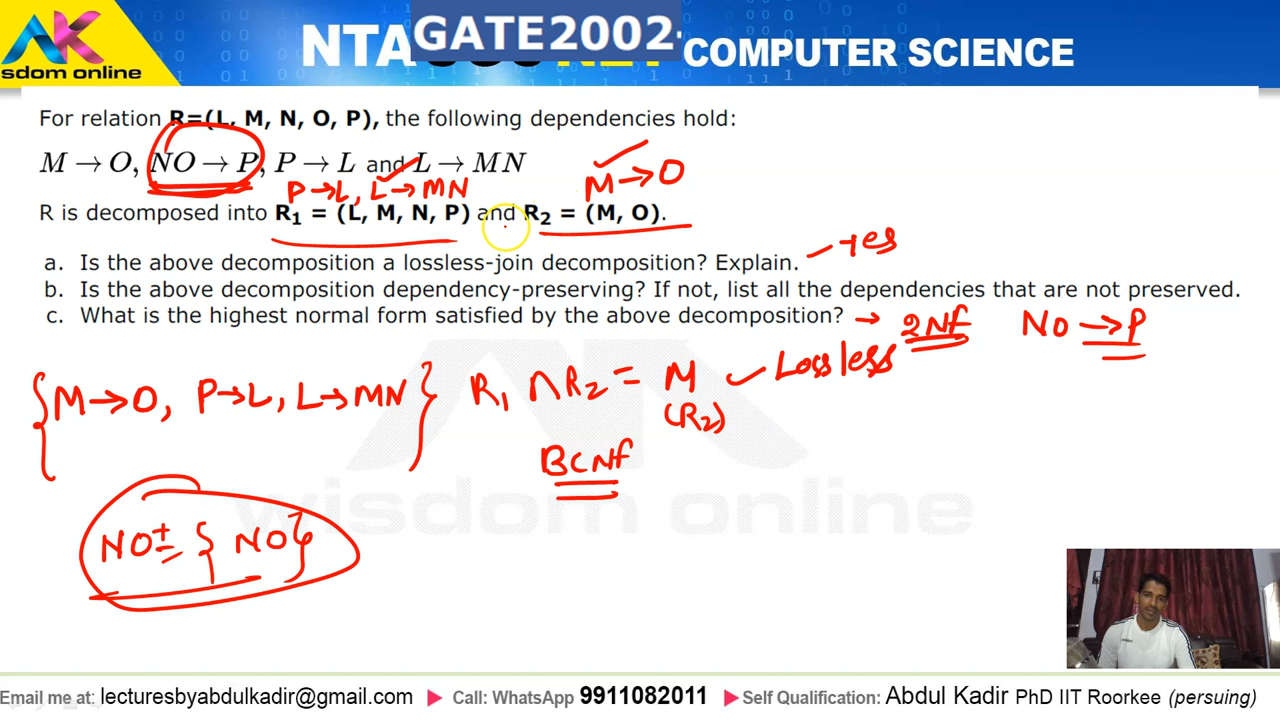 AK
sdom online
NTA GATE2002- COMPUTER SCIENCE
For relation R=(L, M, N, O, P), the following dependencies hold:
M → O, NO → P, P → L and L → MN
P→L, L→MN M→O
R is decomposed into R₁ = (L, M, N, P) and R₂ = (M, O).
a. Is the above decomposition a lossless-join decomposition? Explain. – Yes
b. Is the above decomposition dependency-preserving? If not, list all the dependencies that are not preserved.
c. What is the highest normal form satisfied by the above decomposition? → 2Nf NO → P
{M→O, P→L, L→MN} R₁ ∩ R₂ = M ✓ Lossless
(R₂)
BCNf
NO⁺= {NO}
wisdom online
Email me at: lecturesbyabdulkadir@gmail.com Call: WhatsApp 9911082011 Self Qualification: Abdul Kadir PhD IIT Roorkee (persuing)